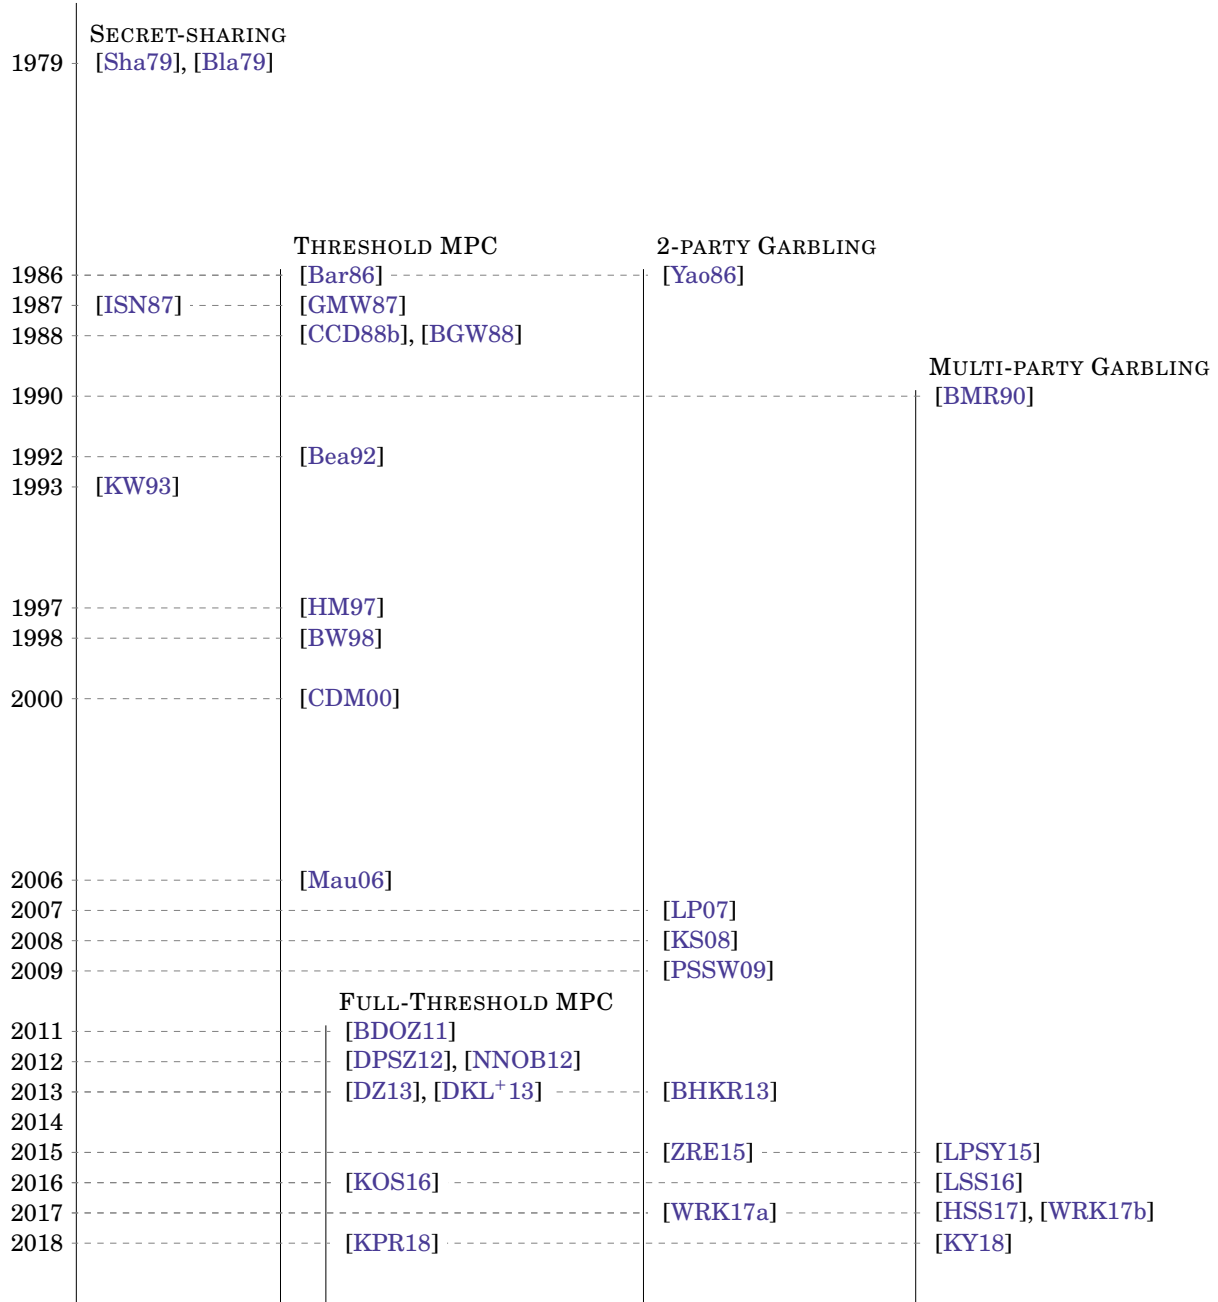 SECRET-SHARING
1979 [Sha79], [Bla79]
THRESHOLD MPC 2-PARTY GARBLING
1986 [Bar86] [Yao86]
1987 [ISN87] [GMW87]
1988 [CCD88b], [BGW88]
MULTI-PARTY GARBLING
1990 [BMR90]
1992 [Bea92]
1993 [KW93]
1997 [HM97]
1998 [BW98]
2000 [CDM00]
2006 [Mau06]
2007 [LP07]
2008 [KS08]
2009 [PSSW09]
FULL-THRESHOLD MPC
2011 [BDOZ11]
2012 [DPSZ12], [NNOB12]
2013 [DZ13], [DKL+13] [BHKR13]
2014
2015 [ZRE15] [LPSY15]
2016 [KOS16] [LSS16]
2017 [WRK17a] [HSS17], [WRK17b]
2018 [KPR18] [KY18]